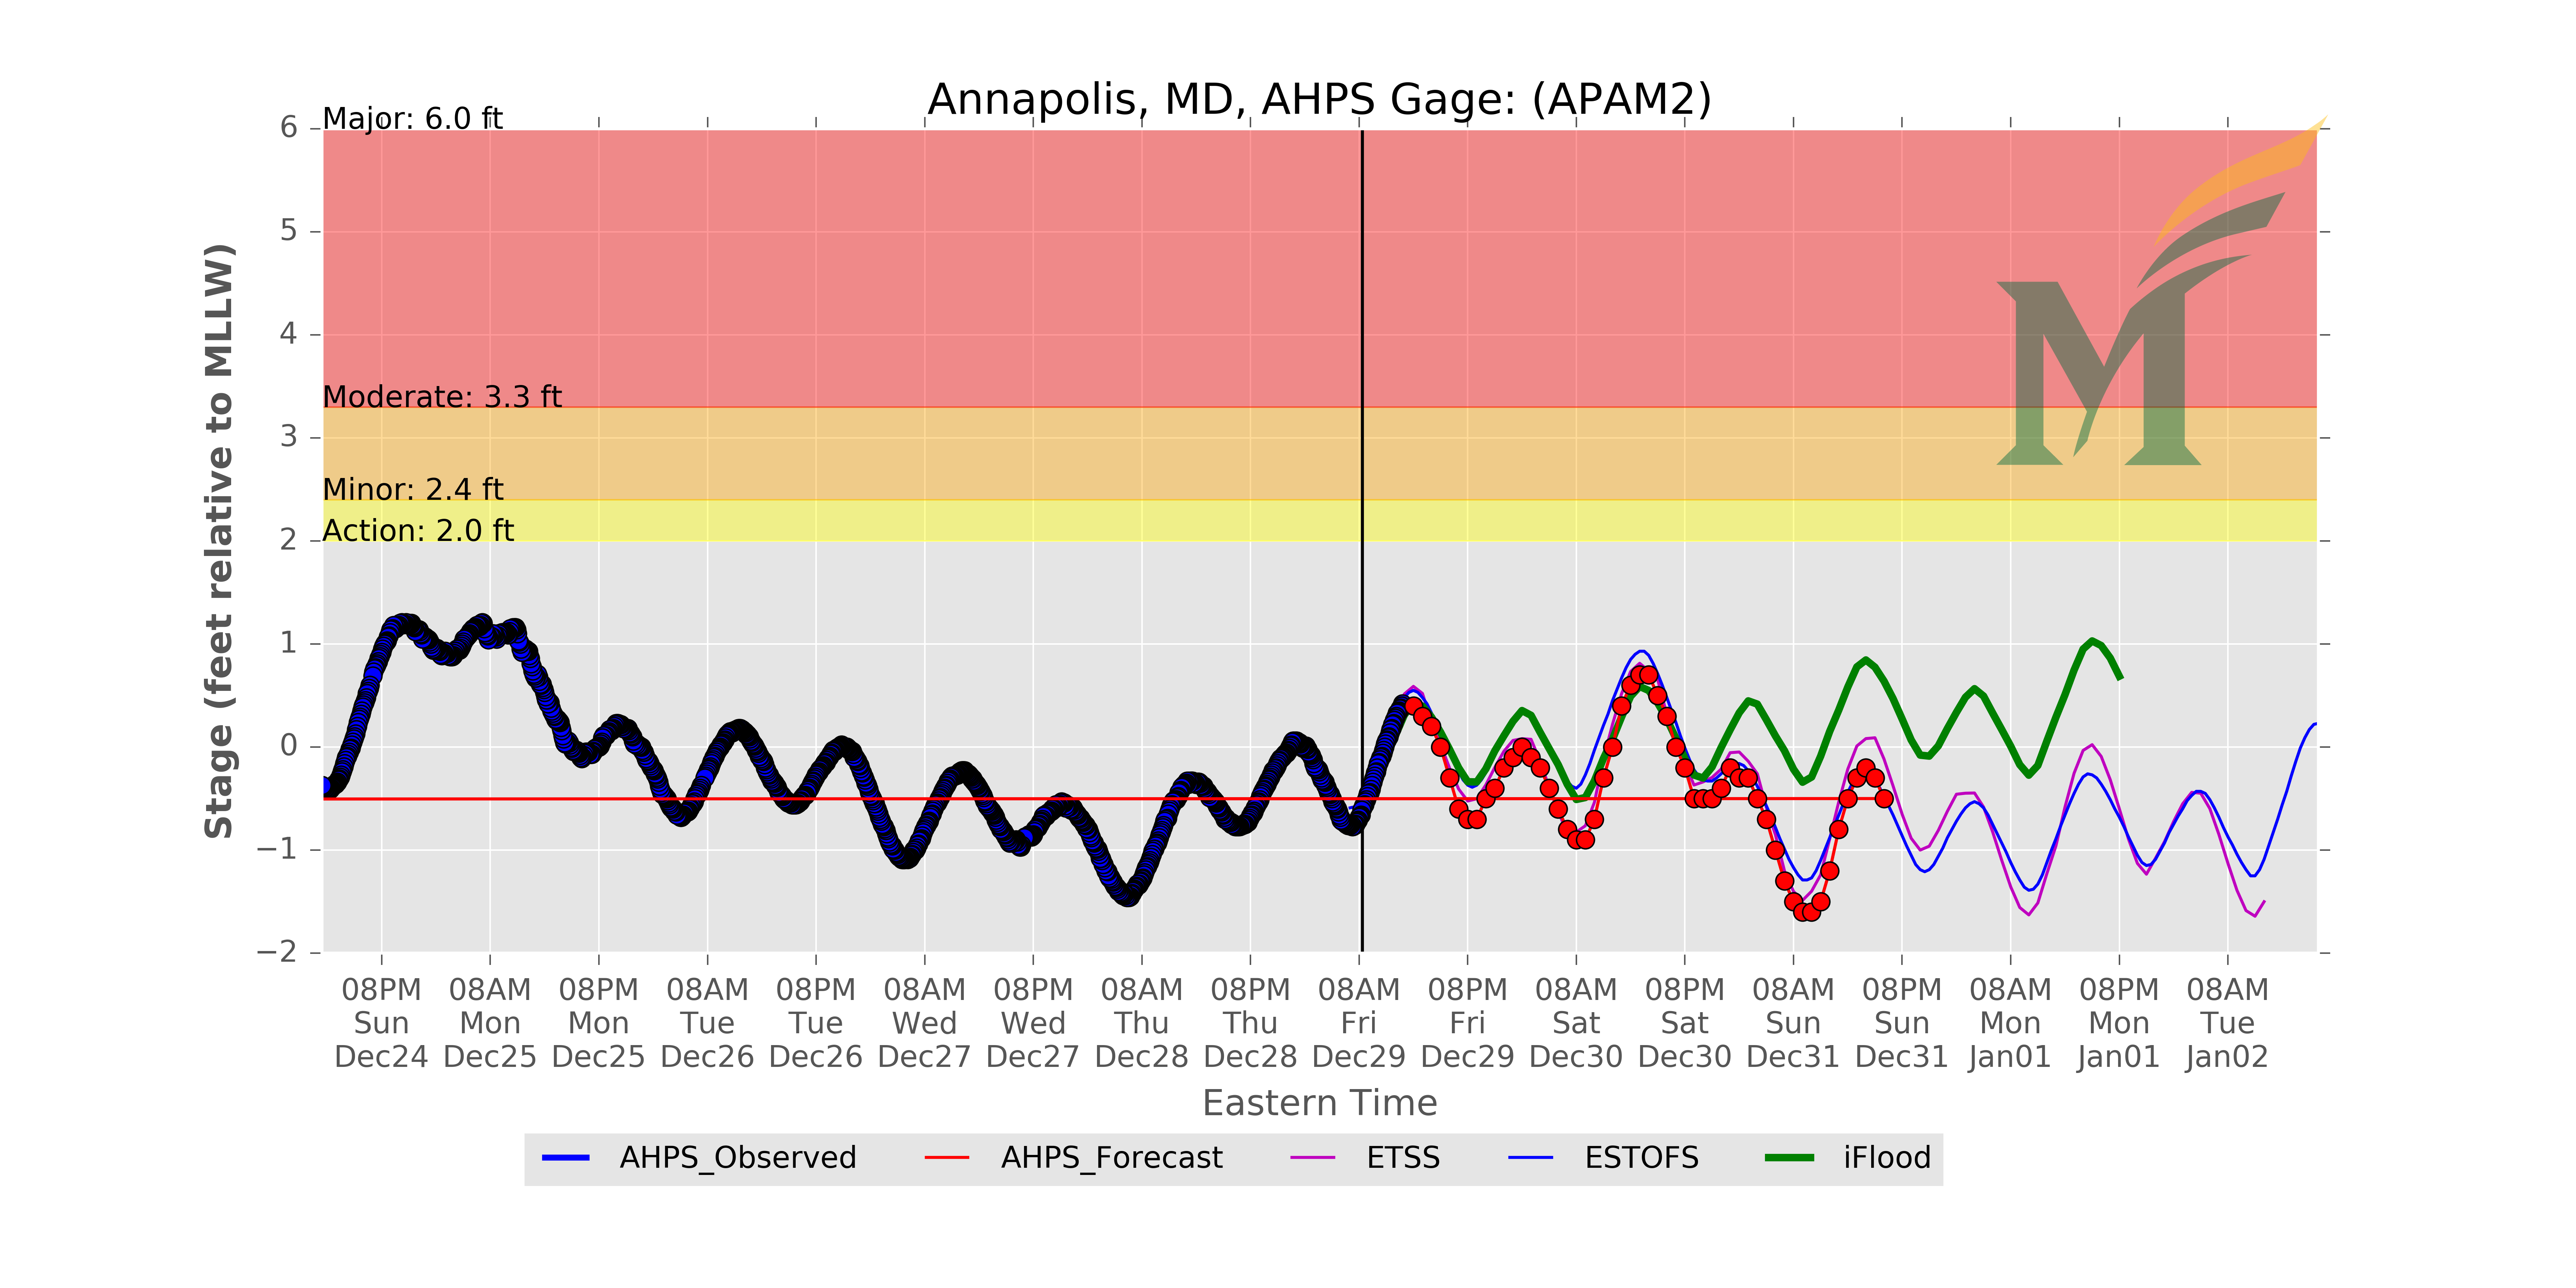 Annapolis, MD, AHPS Gage: (APAM2)
Major: 6.0 ft
Moderate: 3.3 ft
Minor: 2.4 ft
Action: 2.0 ft
6
5
4
3
2
1
0
−1
−2
Stage (feet relative to MLLW)
08PM 08AM 08PM 08AM 08PM 08AM 08PM 08AM 08PM 08AM 08PM 08AM 08PM 08AM 08PM 08AM 08PM 08AM
Sun Mon Mon Tue Tue Wed Wed Thu Thu Fri Fri Sat Sat Sun Sun Mon Mon Tue
Dec24 Dec25 Dec25 Dec26 Dec26 Dec27 Dec27 Dec28 Dec28 Dec29 Dec29 Dec30 Dec30 Dec31 Dec31 Jan01 Jan01 Jan02
Eastern Time
AHPS_Observed AHPS_Forecast ETSS ESTOFS iFlood
M